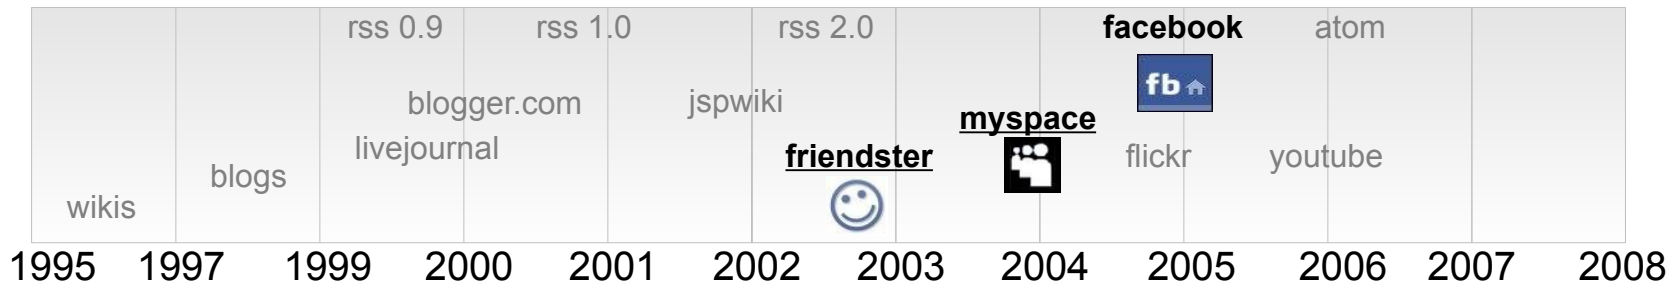 rss 0.9 rss 1.0 rss 2.0 facebook atom
fb
blogger.com jspwiki
myspace
livejournal friendster flickr youtube
blogs
wikis
1995 1997 1999 2000 2001 2002 2003 2004 2005 2006 2007 2008